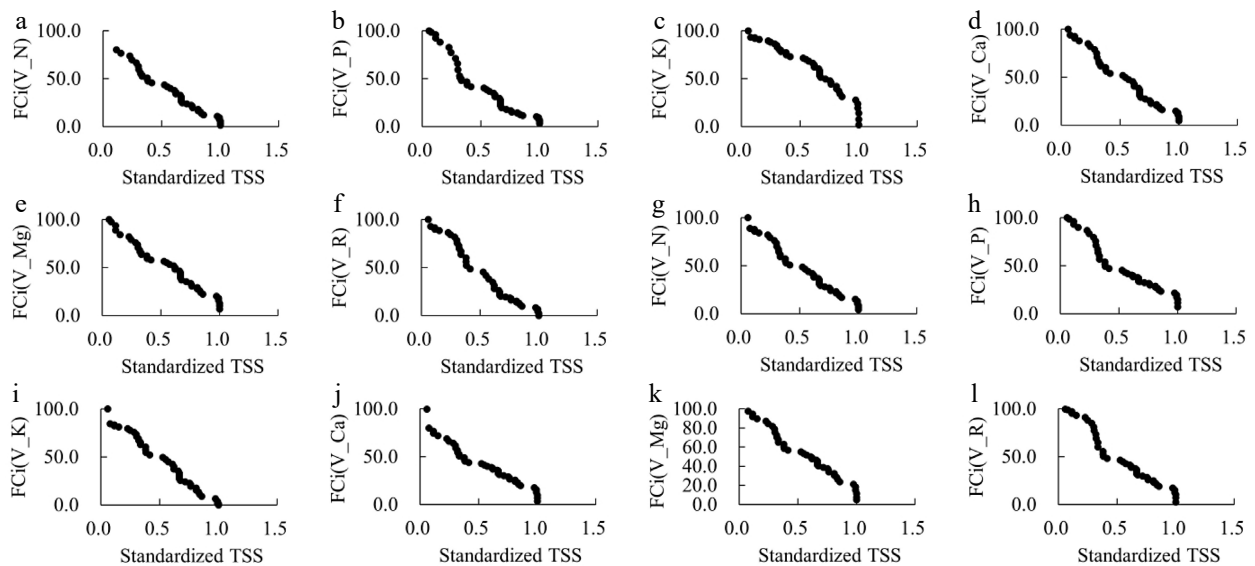 a b c d
FCi(V_N) 100.0 50.0 0.0 0.0 0.5 1.0 1.5 Standardized TSS
FCi(V_P) 100.0 50.0 0.0 0.0 0.5 1.0 1.5 Standardized TSS
FCi(V_K) 100.0 50.0 0.0 0.0 0.5 1.0 1.5 Standardized TSS
FCi(V_Ca) 100.0 50.0 0.0 0.0 0.5 1.0 1.5 Standardized TSS
e f g h
FCi(V_Mg) 100.0 50.0 0.0 0.0 0.5 1.0 1.5 Standardized TSS
FCi(V_R) 100.0 50.0 0.0 0.0 0.5 1.0 1.5 Standardized TSS
FCi(V_N) 100.0 50.0 0.0 0.0 0.5 1.0 1.5 Standardized TSS
FCi(V_P) 100.0 50.0 0.0 0.0 0.5 1.0 1.5 Standardized TSS
i j k l
FCi(V_K) 100.0 50.0 0.0 0.0 0.5 1.0 1.5 Standardized TSS
FCi(V_Ca) 100.0 50.0 0.0 0.0 0.5 1.0 1.5 Standardized TSS
FCi(V_Mg) 100.0 80.0 60.0 40.0 20.0 0.0 0.0 0.5 1.0 1.5 Standardized TSS
FCi(V_R) 100.0 50.0 0.0 0.0 0.5 1.0 1.5 Standardized TSS